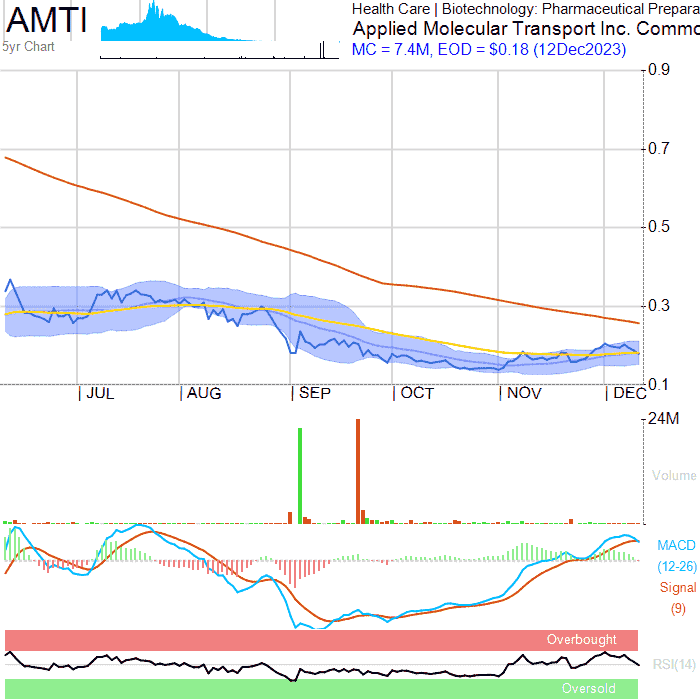 AMTI
5yr Chart
Health Care | Biotechnology: Pharmaceutical Prepara
Applied Molecular Transport Inc. Commo
MC = 7.4M, EOD = $0.18 (12Dec2023)
0.9
0.7
0.5
0.3
0.1
JUL AUG SEP OCT NOV DEC
24M
Volume
MACD
(12-26)
Signal
(9)
Overbought
RSI(14)
Oversold